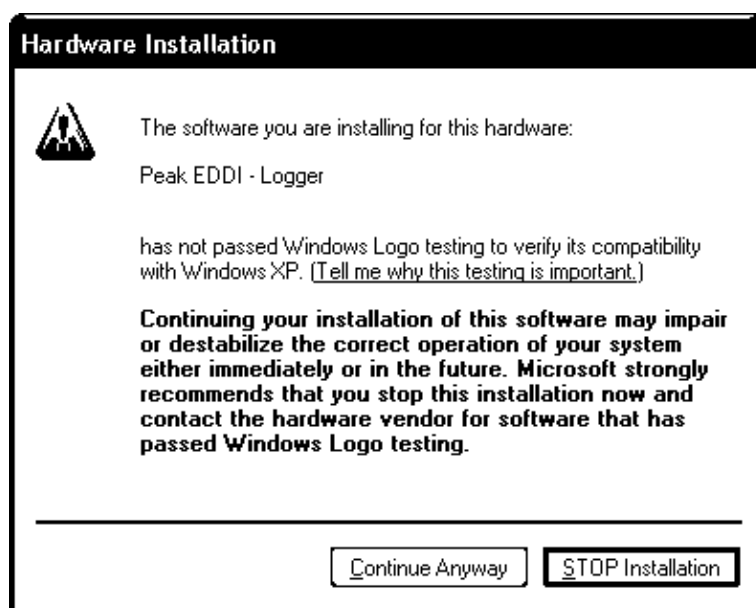 Hardware Installation
The software you are installing for this hardware:
Peak EDDI - Logger
has not passed Windows Logo testing to verify its compatibility
with Windows XP. (Tell me why this testing is important.)
Continuing your installation of this software may impair
or destabilize the correct operation of your system
either immediately or in the future. Microsoft strongly
recommends that you stop this installation now and
contact the hardware vendor for software that has
passed Windows Logo testing.
Continue Anyway
STOP Installation